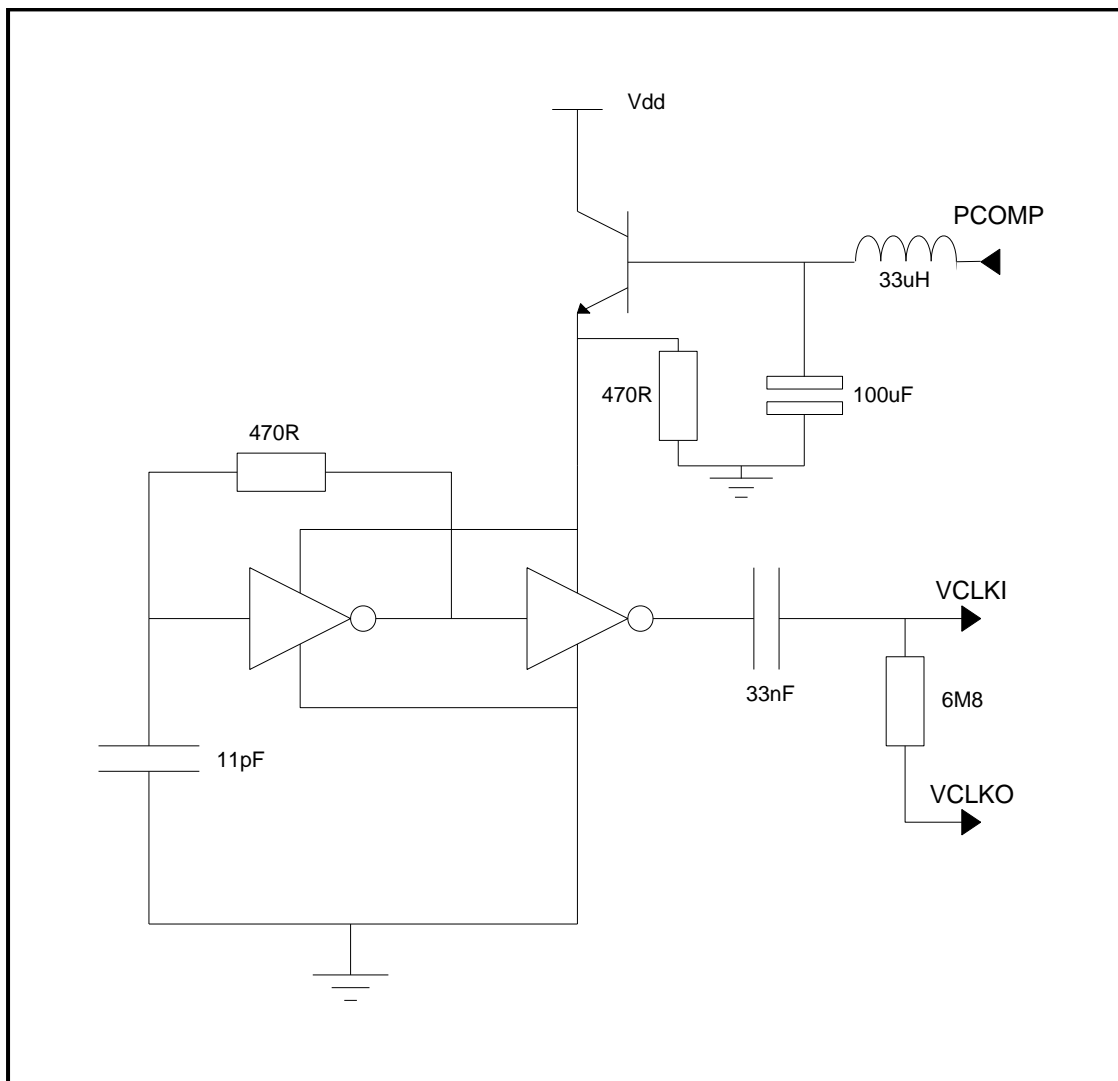 Vdd
PCOMP
33uH
470R
100uF
470R
VCLKI
33nF
6M8
11pF
VCLKO